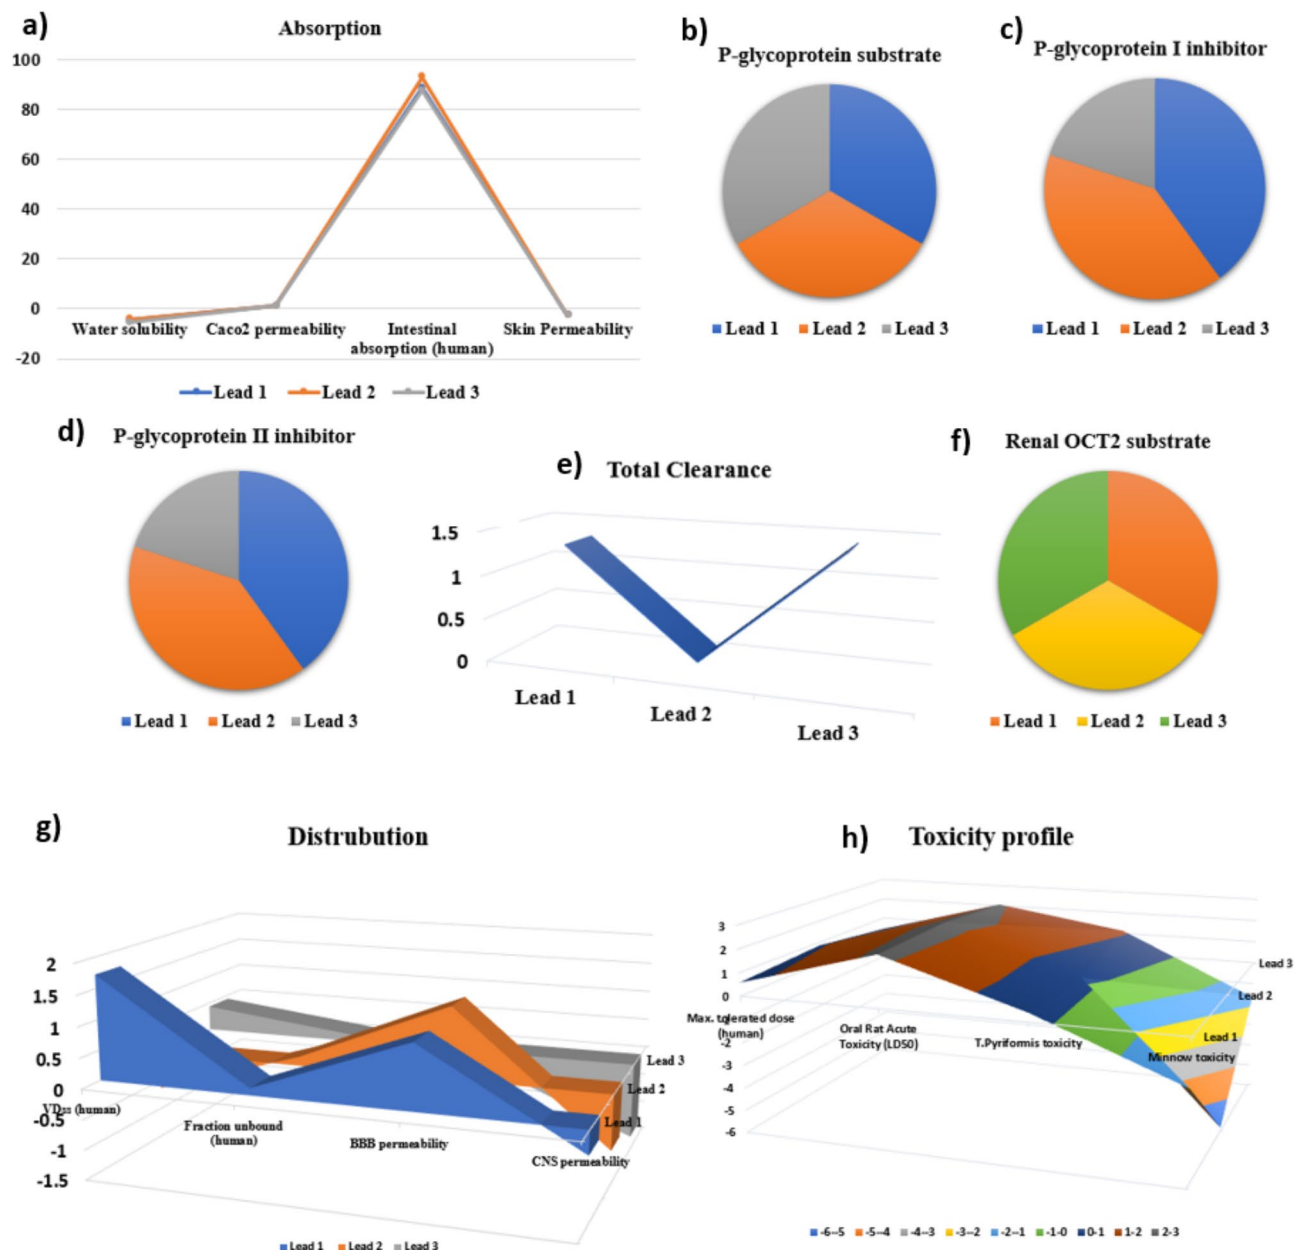 a)
Absorption
100
80
60
40
20
0
-20
Water solubility
Caco2 permeability
Intestinal
absorption (human)
Skin Permeability
Lead 1 Lead 2 Lead 3
b)
P-glycoprotein substrate
Lead 1 Lead 2 Lead 3
c)
P-glycoprotein I inhibitor
Lead 1 Lead 2 Lead 3
d)
P-glycoprotein II inhibitor
Lead 1 Lead 2 Lead 3
e)
Total Clearance
1.5
1
0.5
0
Lead 1
Lead 2
Lead 3
f)
Renal OCT2 substrate
Lead 1 Lead 2 Lead 3
g)
Distrubution
2
1.5
1
0.5
0
-0.5
-1
-1.5
VDss (human)
Fraction unbound
(human)
BBB permeability
CNS permeability
Lead 3
Lead 2
Lead 1
Lead 1 Lead 2 Lead 3
h)
Toxicity profile
3
2
1
0
-2
-3
-4
-5
-6
Max. tolerated dose
(human)
Oral Rat Acute
Toxicity (LD50)
T.Pyriformis toxicity
Minnow toxicity
Lead 3
Lead 2
Lead 1
-6--5 -5--4 -4--3 -3--2 -2--1 -1-0 0-1 1-2 2-3